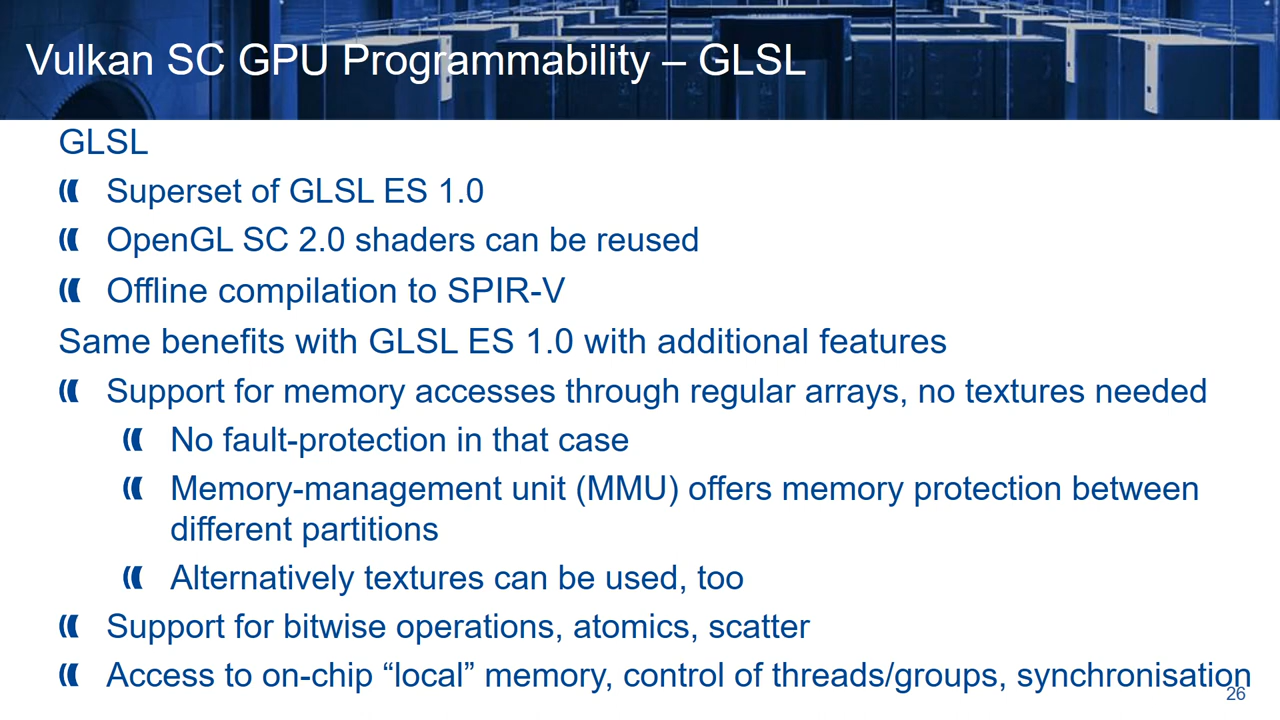 Vulkan SC GPU Programmability – GLSL
GLSL
Superset of GLSL ES 1.0
OpenGL SC 2.0 shaders can be reused
Offline compilation to SPIR-V
Same benefits with GLSL ES 1.0 with additional features
Support for memory accesses through regular arrays, no textures needed
No fault-protection in that case
Memory-management unit (MMU) offers memory protection between
different partitions
Alternatively textures can be used, too
Support for bitwise operations, atomics, scatter
Access to on-chip “local” memory, control of threads/groups, synchronisation
26